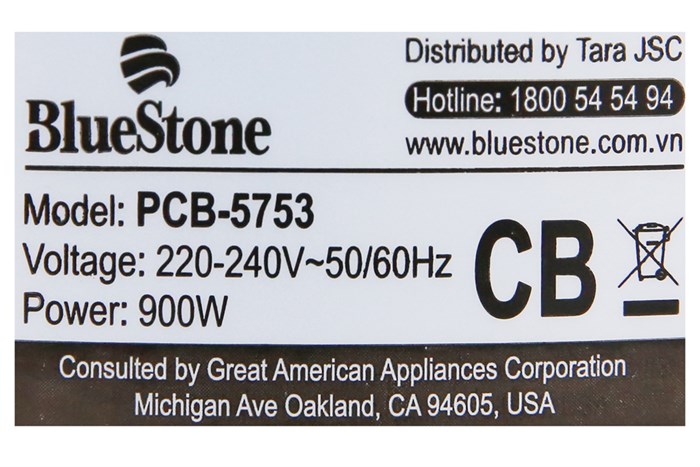 BlueStone
Distributed by Tara JSC
Hotline: 1800 54 54 94
www.bluestone.com.vn
Model: PCB-5753
Voltage: 220-240V~50/60Hz
Power: 900W
CB
Consulted by Great American Appliances Corporation
Michigan Ave Oakland, CA 94605, USA